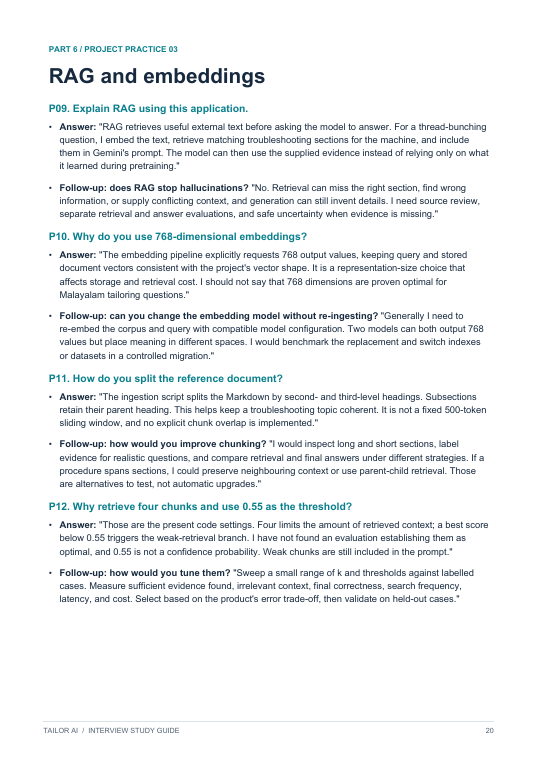 PART 6 / PROJECT PRACTICE 03
RAG and embeddings
P09. Explain RAG using this application.
• Answer: "RAG retrieves useful external text before asking the model to answer. For a thread-bunching
question, I embed the text, retrieve matching troubleshooting sections for the machine, and include
them in Gemini's prompt. The model can then use the supplied evidence instead of relying only on what
it learned during pretraining."
• Follow-up: does RAG stop hallucinations? "No. Retrieval can miss the right section, find wrong
information, or supply conflicting context, and generation can still invent details. I need source review,
separate retrieval and answer evaluations, and safe uncertainty when evidence is missing."
P10. Why do you use 768-dimensional embeddings?
• Answer: "The embedding pipeline explicitly requests 768 output values, keeping query and stored
document vectors consistent with the project's vector shape. It is a representation-size choice that
affects storage and retrieval cost. I should not say that 768 dimensions are proven optimal for
Malayalam tailoring questions."
• Follow-up: can you change the embedding model without re-ingesting? "Generally I need to
re-embed the corpus and query with compatible model configuration. Two models can both output 768
values but place meaning in different spaces. I would benchmark the replacement and switch indexes
or datasets in a controlled migration."
P11. How do you split the reference document?
• Answer: "The ingestion script splits the Markdown by second- and third-level headings. Subsections
retain their parent heading. This helps keep a troubleshooting topic coherent. It is not a fixed 500-token
sliding window, and no explicit chunk overlap is implemented."
• Follow-up: how would you improve chunking? "I would inspect long and short sections, label
evidence for realistic questions, and compare retrieval and final answers under different strategies. If a
procedure spans sections, I could preserve neighbouring context or use parent-child retrieval. Those
are alternatives to test, not automatic upgrades."
P12. Why retrieve four chunks and use 0.55 as the threshold?
• Answer: "Those are the present code settings. Four limits the amount of retrieved context; a best score
below 0.55 triggers the weak-retrieval branch. I have not found an evaluation establishing them as
optimal, and 0.55 is not a confidence probability. Weak chunks are still included in the prompt."
• Follow-up: how would you tune them? "Sweep a small range of k and thresholds against labelled
cases. Measure sufficient evidence found, irrelevant context, final correctness, search frequency,
latency, and cost. Select based on the product's error trade-off, then validate on held-out cases."
TAILOR AI / INTERVIEW STUDY GUIDE 20